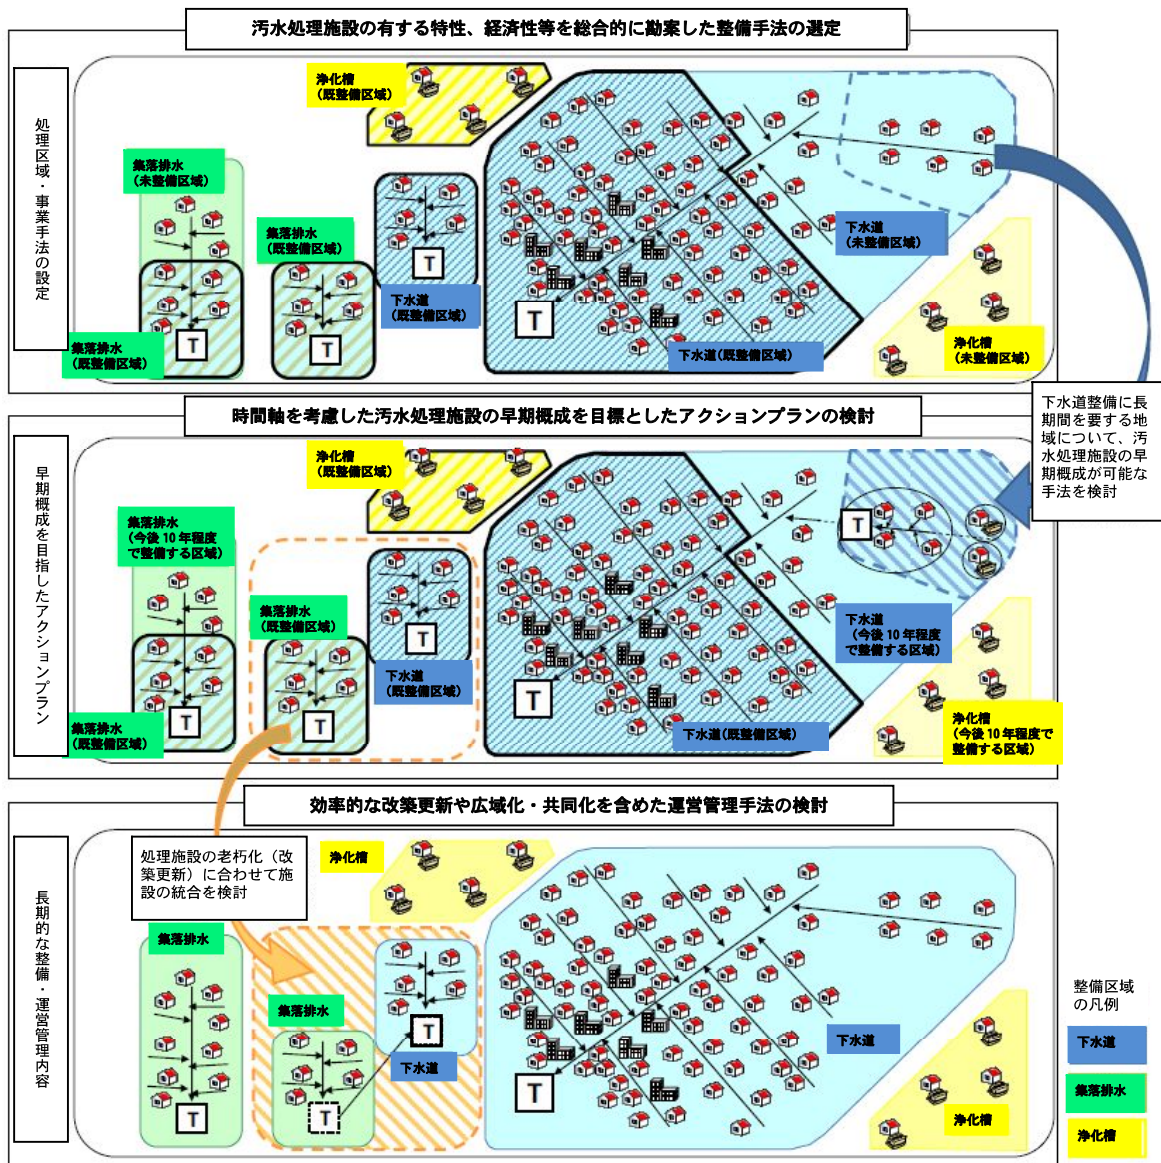 汚水処理施設の有する特性、経済性等を総合的に勘案した整備手法の選定
処理区域・事業手法の設定
浄化槽
(既整備区域)
集落排水
(未整備区域)
集落排水
(既整備区域)
下水道
(既整備区域)
集落排水
(既整備区域)
下水道
(未整備区域)
下水道(既整備区域)
浄化槽
(未整備区域)
T
T
T
T
下水道整備に長
期間を要する地
域について、汚
水処理施設の早
期概成が可能な
手法を検討
時間軸を考慮した汚水処理施設の早期概成を目標としたアクションプランの検討
早期概成を目指したアクションプラン
浄化槽
(既整備区域)
集落排水
(今後10年程度
で整備する区域)
集落排水
(既整備区域)
下水道
(既整備区域)
集落排水
(既整備区域)
下水道
(今後10年程度
で整備する区域)
下水道(既整備区域)
浄化槽
(今後10年程度で
整備する区域)
T
T
T
T
T
効率的な改築更新や広域化・共同化を含めた運営管理手法の検討
長期的な整備・運営管理内容
処理施設の老朽化（改
築更新）に合わせて施
設の統合を検討
浄化槽
集落排水
集落排水
下水道
下水道
浄化槽
T
T
T
T
整備区域
の凡例
下水道
集落排水
浄化槽